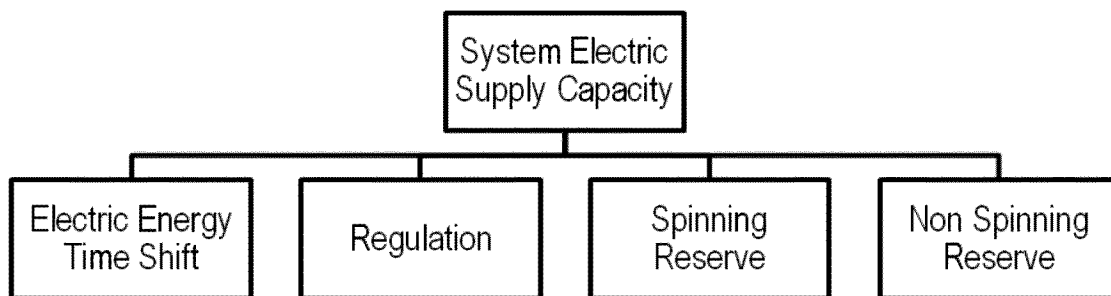 System Electric
Supply Capacity
Electric Energy
Time Shift
Regulation
Spinning
Reserve
Non Spinning
Reserve